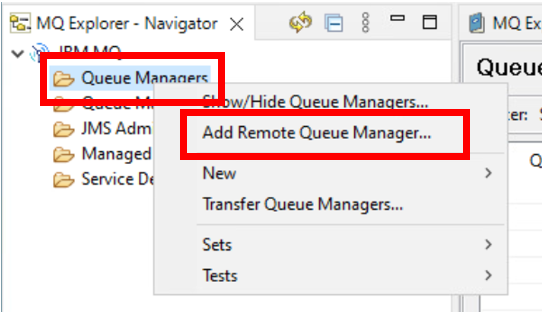 MQ Explorer - Navigator
MQ Ex
IBM MQ
Queue Managers
Queue M
JMS Adm
Managed
Service De
Show/Hide Queue Managers...
Add Remote Queue Manager...
New
Transfer Queue Managers...
Sets
Tests
Queue
ter: S
Q